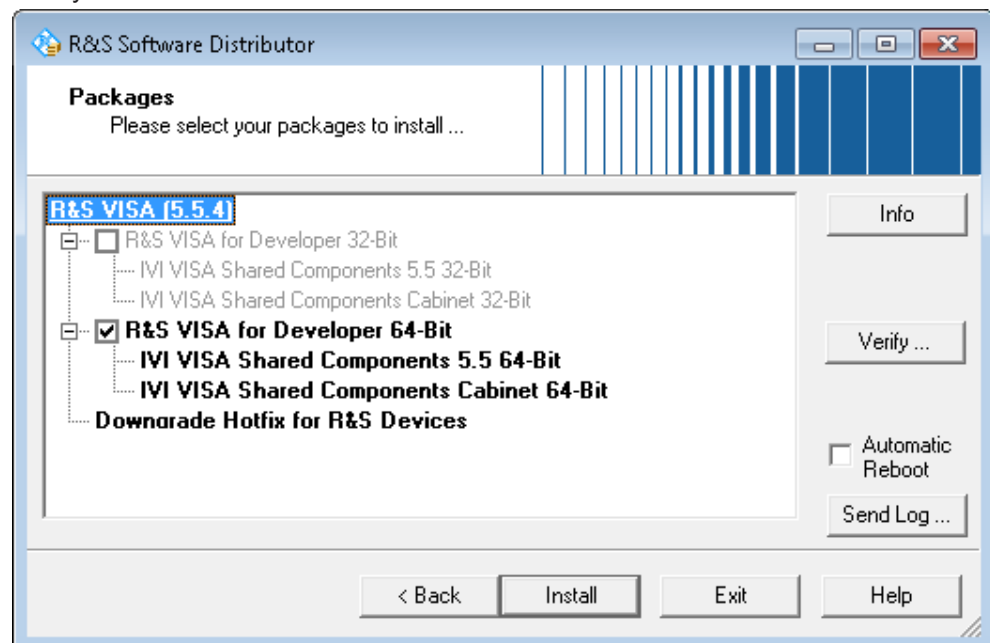 R&S Software Distributor
Packages
Please select your packages to install ...
R&S VISA (5.5.4)
R&S VISA for Developer 32-Bit
IVI VISA Shared Components 5.5 32-Bit
IVI VISA Shared Components Cabinet 32-Bit
R&S VISA for Developer 64-Bit
IVI VISA Shared Components 5.5 64-Bit
IVI VISA Shared Components Cabinet 64-Bit
Downgrade Hotfix for R&S Devices
Info
Verify ...
Automatic
Reboot
Send Log ...
< Back
Install
Exit
Help